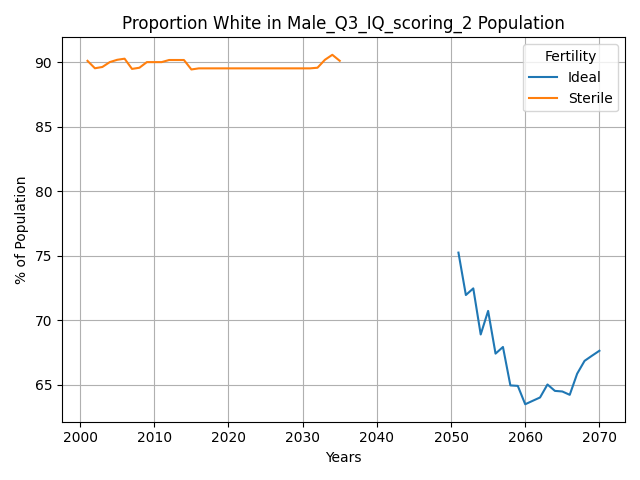 Proportion White in Male_Q3_IQ_scoring_2 Population
Fertility
Ideal
Sterile
% of Population
90
85
80
75
70
65
2000 2010 2020 2030 2040 2050 2060 2070
Years